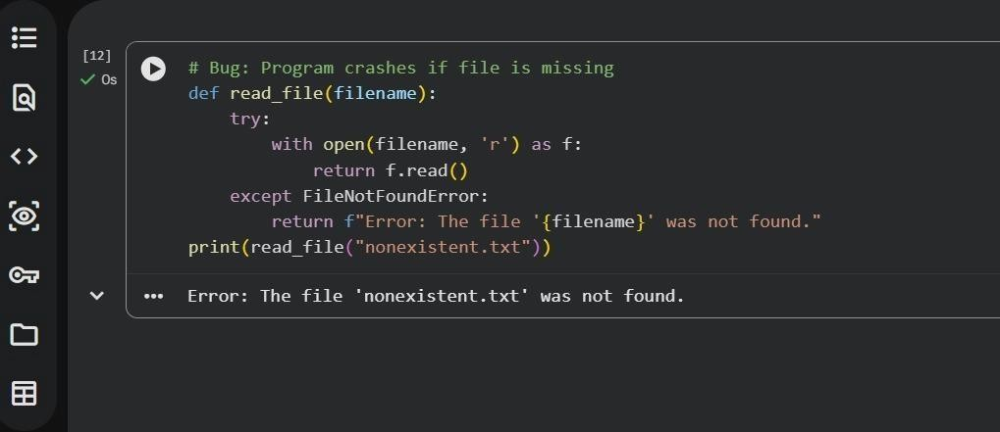 [12]
0s
# Bug: Program crashes if file is missing
def read_file(filename):
    try:
        with open(filename, 'r') as f:
            return f.read()
    except FileNotFoundError:
        return f"Error: The file '{filename}' was not found."
print(read_file("nonexistent.txt"))
Error: The file 'nonexistent.txt' was not found.